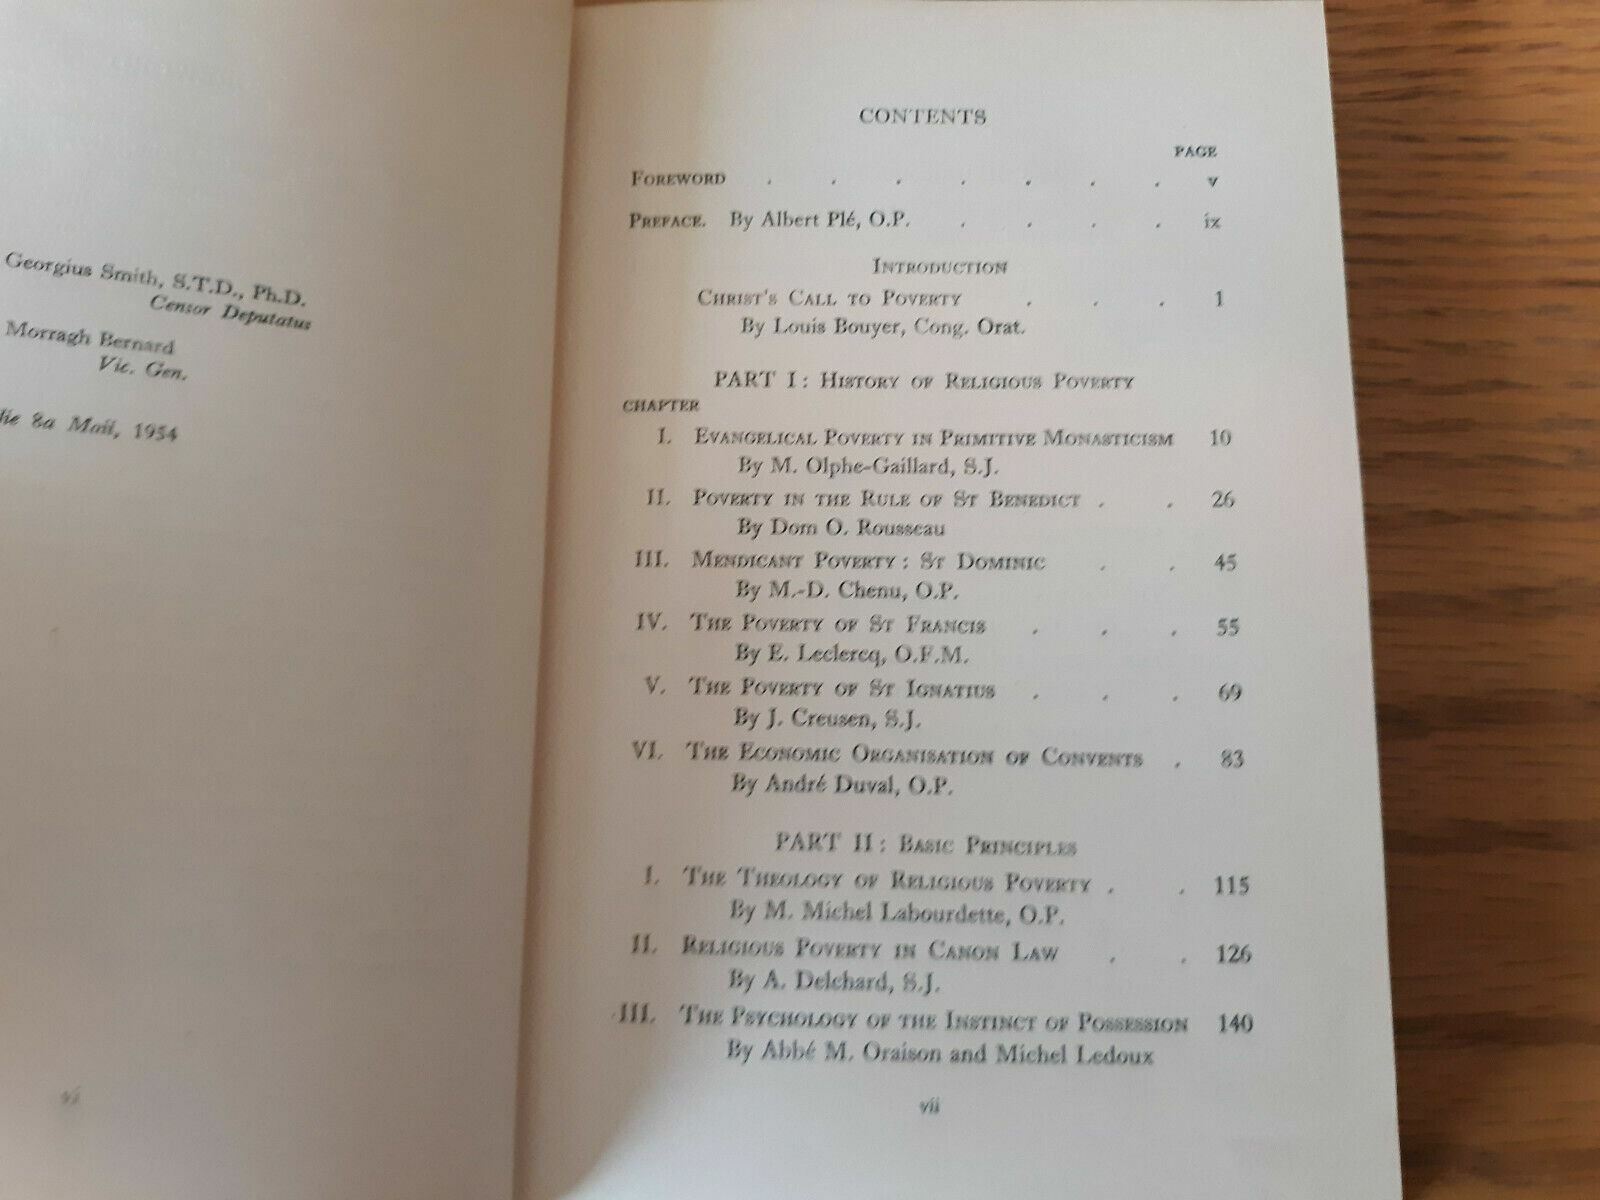 Georgius Smith, S.T.D., Ph.D.
Censor Deputatus
Morragh Bernard
Vic. Gen.
die 8a Maii, 1954
vi
CONTENTS
PAGE
FOREWORD . . . . . . . v
PREFACE. By Albert Plé, O.P. . . . . ix
INTRODUCTION
CHRIST'S CALL TO POVERTY . . . 1
By Louis Bouyer, Cong. Orat.
PART I: HISTORY OF RELIGIOUS POVERTY
CHAPTER
I. EVANGELICAL POVERTY IN PRIMITIVE MONASTICISM 10
By M. Olphe-Gaillard, S.J.
II. POVERTY IN THE RULE OF ST BENEDICT . . 26
By Dom O. Rousseau
III. MENDICANT POVERTY: ST DOMINIC . . 45
By M.-D. Chenu, O.P.
IV. THE POVERTY OF ST FRANCIS . . . 55
By E. Leclercq, O.F.M.
V. THE POVERTY OF ST IGNATIUS . . . 69
By J. Creusen, S.J.
VI. THE ECONOMIC ORGANISATION OF CONVENTS . 83
By André Duval, O.P.
PART II: BASIC PRINCIPLES
I. THE THEOLOGY OF RELIGIOUS POVERTY . . 115
By M. Michel Labourdette, O.P.
II. RELIGIOUS POVERTY IN CANON LAW . . 126
By A. Delchard, S.J.
III. THE PSYCHOLOGY OF THE INSTINCT OF POSSESSION 140
By Abbé M. Oraison and Michel Ledoux
vii